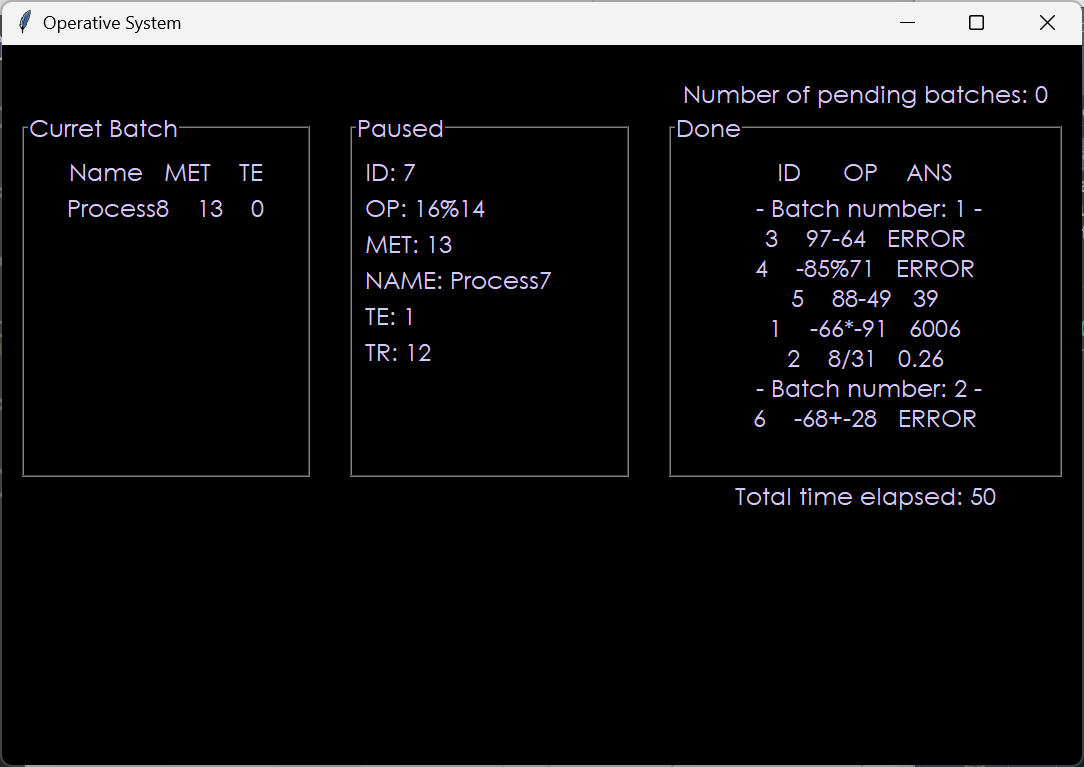 Operative System
Number of pending batches: 0
Curret Batch
Name MET TE
Process8 13 0
Paused
ID: 7
OP: 16%14
MET: 13
NAME: Process7
TE: 1
TR: 12
Done
ID OP ANS
- Batch number: 1 -
3 97-64 ERROR
4 -85%71 ERROR
5 88-49 39
1 -66*-91 6006
2 8/31 0.26
- Batch number: 2 -
6 -68+-28 ERROR
Total time elapsed: 50